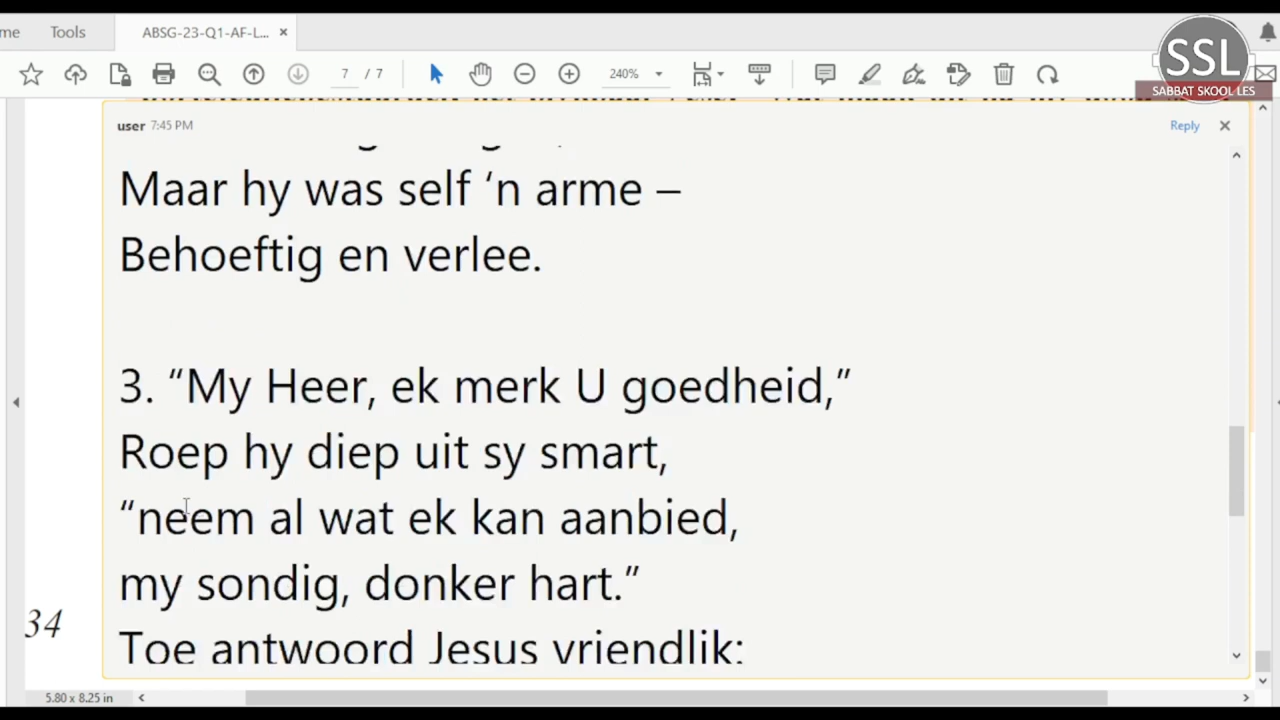 Tools
ABSG-23-Q1-AF-L...
SSL
SABBAT SKOOL LES
7 / 7
240%
user 7:45 PM
Reply
Maar hy was self ‘n arme –
Behoeftig en verlee.
3. “My Heer, ek merk U goedheid,”
Roep hy diep uit sy smart,
“neem al wat ek kan aanbied,
my sondig, donker hart.”
Toe antwoord Jesus vriendlik:
34
5.80 x 8.25 in